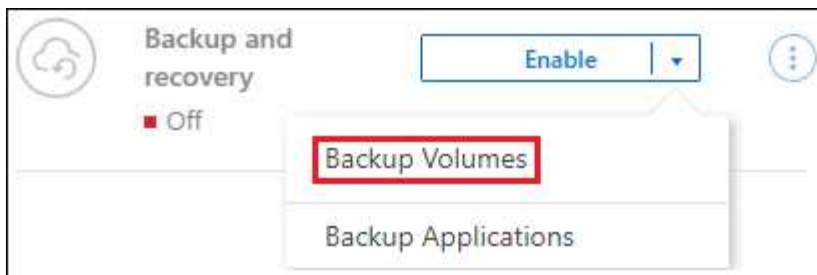 Backup and
recovery
Enable
Off
Backup Volumes
Backup Applications